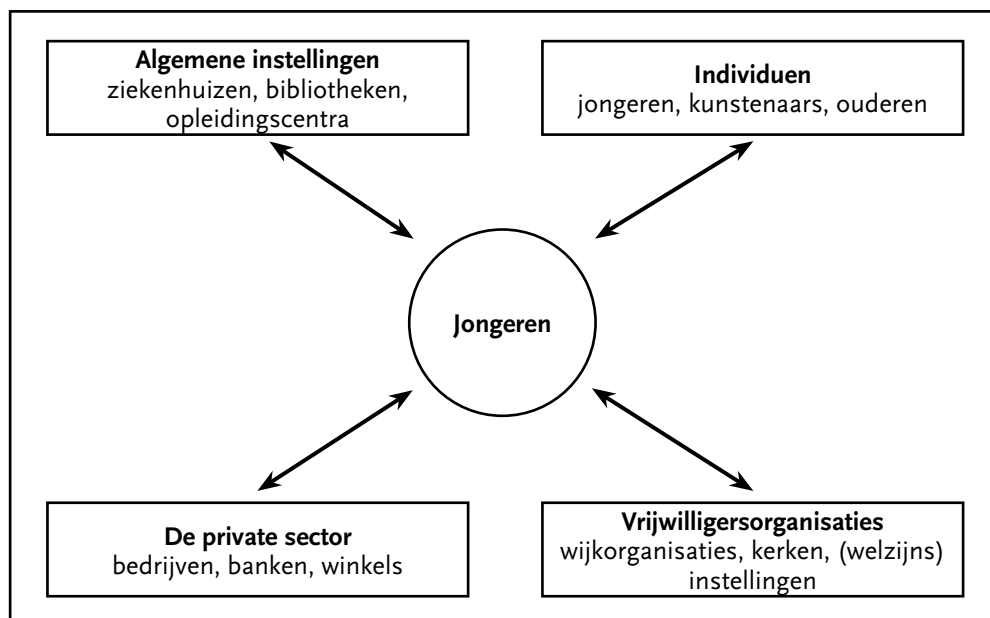 Algemene instellingen
ziekenhuizen, bibliotheken,
opleidingscentra
Individuen
jongeren, kunstenaars, ouderen
Jongeren
De private sector
bedrijven, banken, winkels
Vrijwilligersorganisaties
wijkorganisaties, kerken, (welzijns)
instellingen